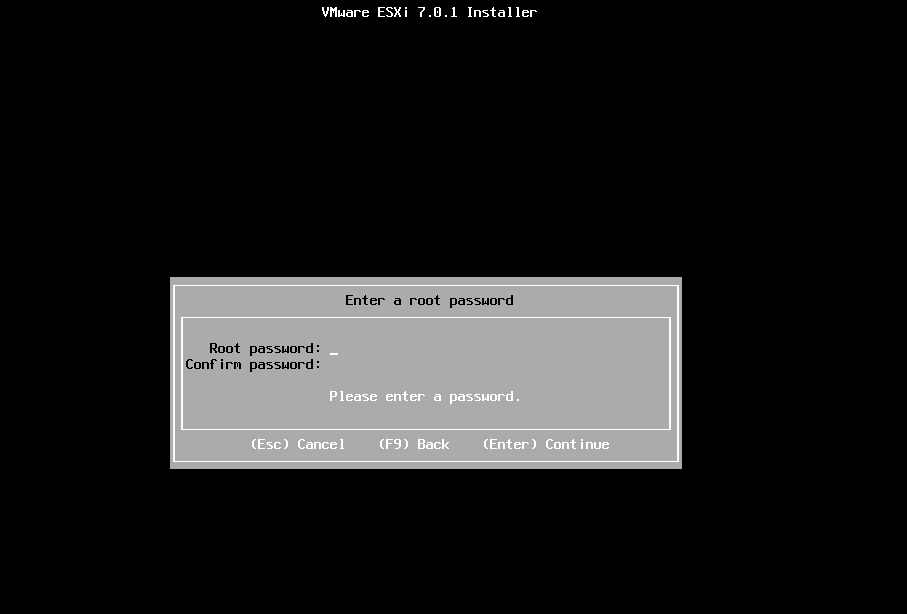 VMware ESXi 7.0.1 Installer
Enter a root password
Root password: _
Confirm password:
Please enter a password.
(Esc) Cancel (F9) Back (Enter) Continue